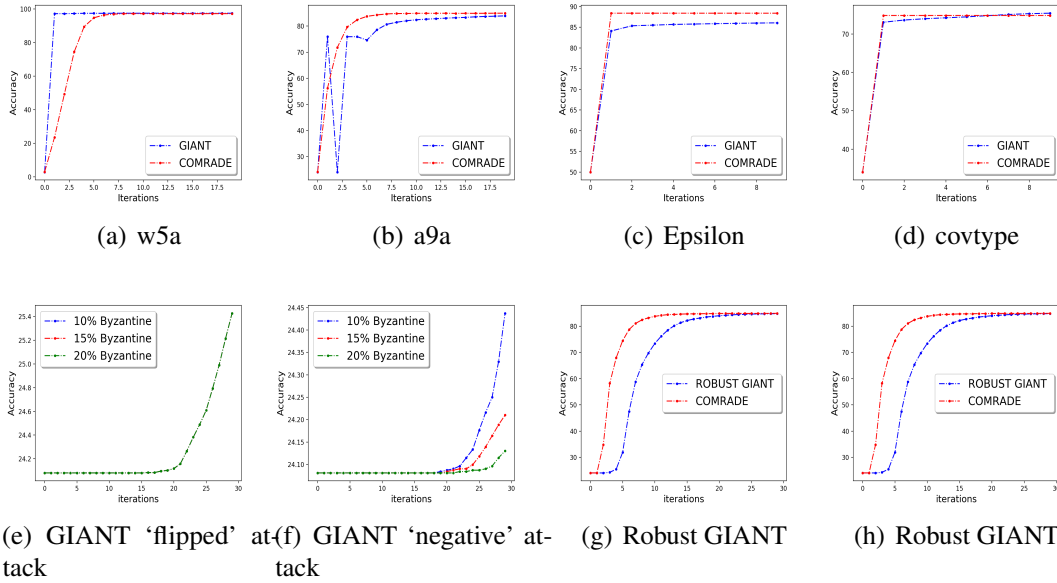 Accuracy
100
80
60
40
20
0
0.0 2.5 5.0 7.5 10.0 12.5 15.0 17.5
Iterations
GIANT
COMRADE
(a) w5a
Accuracy
80
70
60
50
40
30
0.0 2.5 5.0 7.5 10.0 12.5 15.0 17.5
Iterations
GIANT
COMRADE
(b) a9a
Accuracy
90
85
80
75
70
65
60
55
50
0 2 4 6 8
Iterations
GIANT
COMRADE
(c) Epsilon
Accuracy
70
60
50
40
0 2 4 6 8
Iterations
GIANT
COMRADE
(d) covtype
Accuracy
25.4
25.2
25.0
24.8
24.6
24.4
24.2
0 5 10 15 20 25 30
iterations
10% Byzantine
15% Byzantine
20% Byzantine
(e) GIANT ‘flipped’ at-
tack
Accuracy
24.45
24.40
24.35
24.30
24.25
24.20
24.15
24.10
0 5 10 15 20 25 30
iterations
10% Byzantine
15% Byzantine
20% Byzantine
(f) GIANT ‘negative’ at-
tack
Accuracy
80
70
60
50
40
30
0 5 10 15 20 25 30
iterations
ROBUST GIANT
COMRADE
(g) Robust GIANT
Accuracy
80
70
60
50
40
30
0 5 10 15 20 25 30
iterations
ROBUST GIANT
COMRADE
(h) Robust GIANT